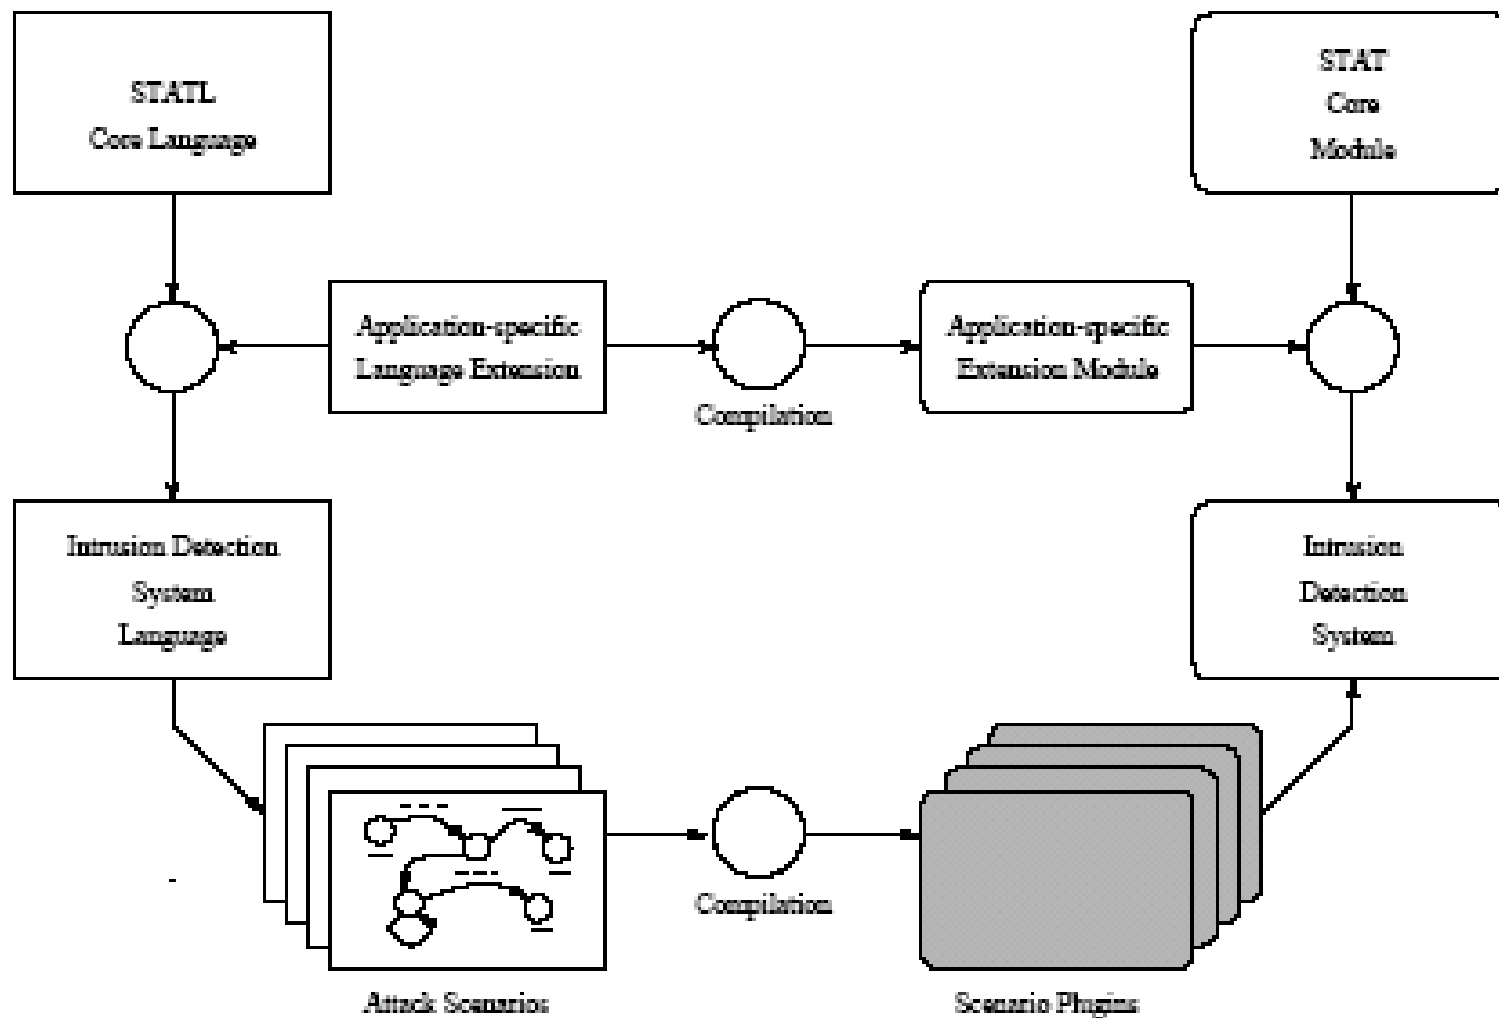 STATL
Core Language
STAT
Core
Module
Application-specific
Language Extension
Compilation
Application-specific
Extension Module
Intrusion Detection
System
Language
Intrusion
Detection
System
Compilation
Attack Scenarios
Scenario Plugins